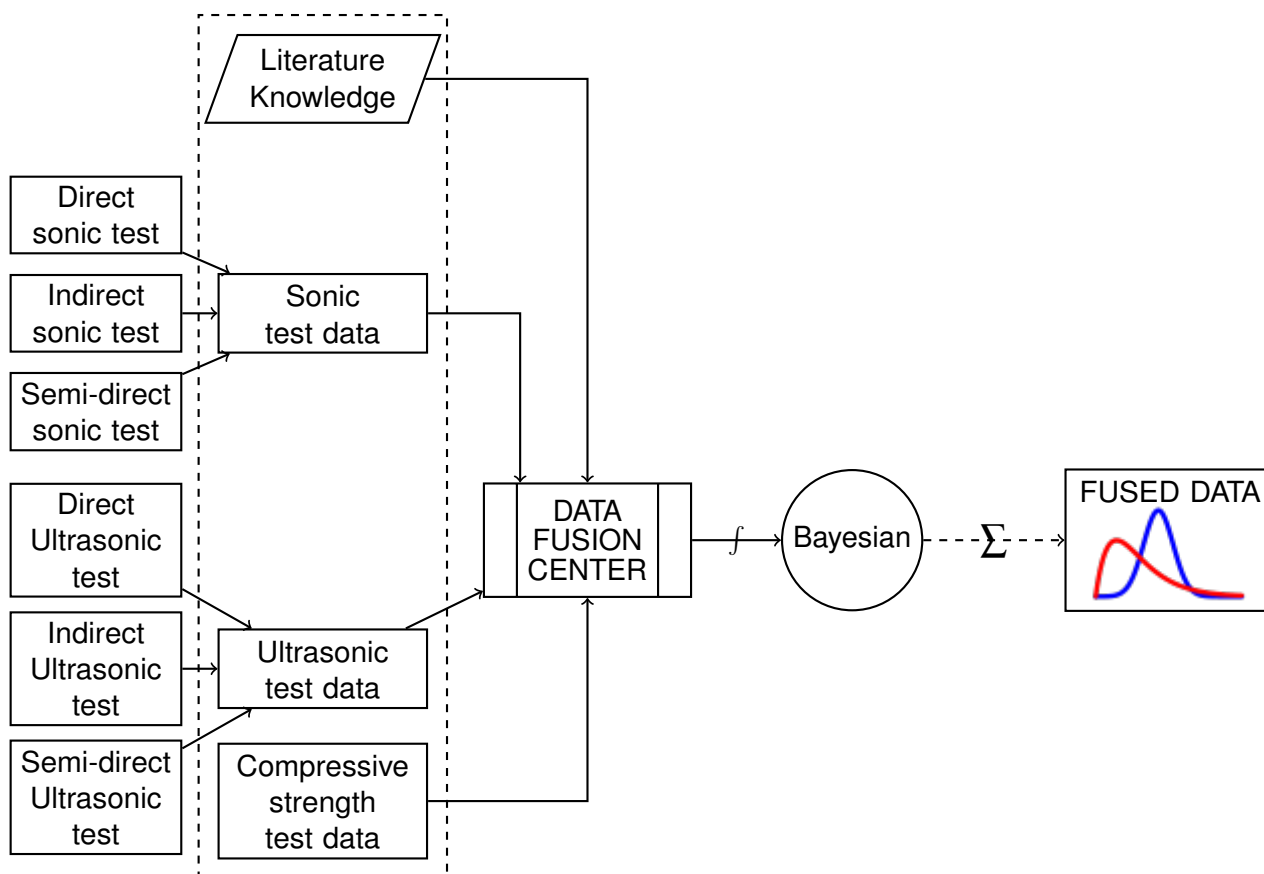 Literature
Knowledge
Direct
sonic test
Indirect
sonic test
Semi-direct
sonic test
Sonic
test data
Direct
Ultrasonic
test
Indirect
Ultrasonic
test
Semi-direct
Ultrasonic
test
Ultrasonic
test data
Compressive
strength
test data
DATA
FUSION
CENTER
∫
Bayesian
Σ
FUSED DATA